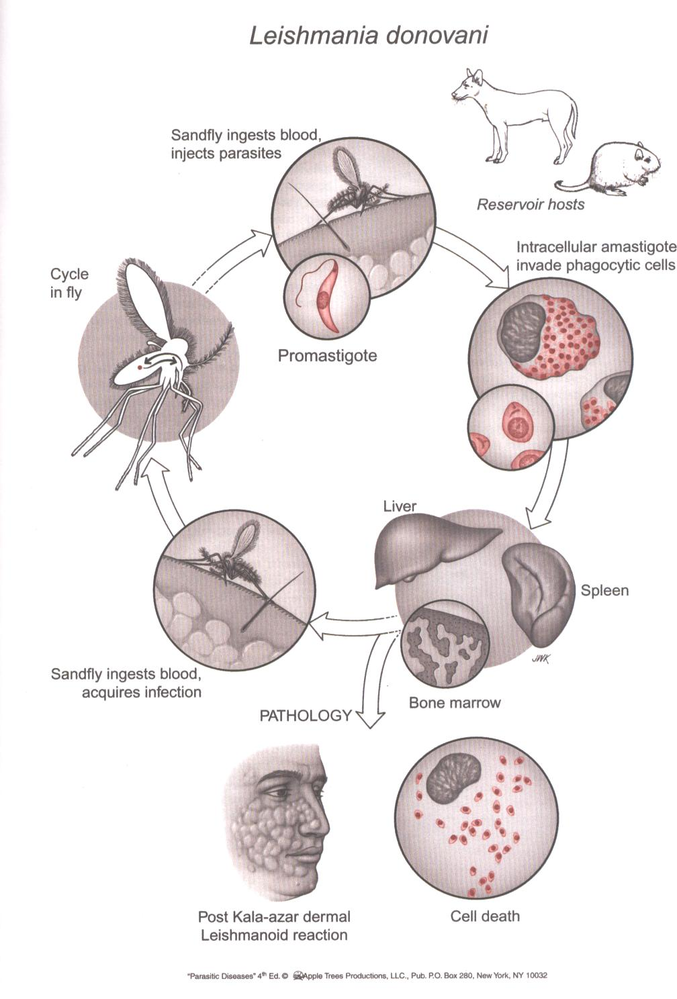 Leishmania donovani
Sandfly ingests blood,
injects parasites
Reservoir hosts
Intracellular amastigote
invade phagocytic cells
Cycle
in fly
Promastigote
Liver
Spleen
JWK
Sandfly ingests blood,
acquires infection
Bone marrow
PATHOLOGY
Post Kala-azar dermal
Leishmanoid reaction
Cell death
"Parasitic Diseases" 4th Ed. © Apple Trees Productions, LLC., Pub. P.O. Box 280, New York, NY 10032